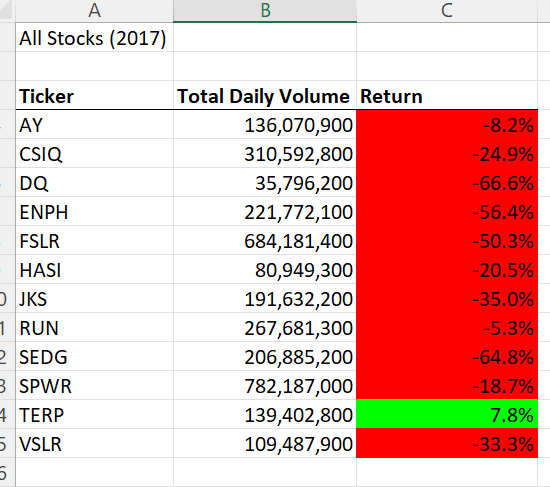 A B C
All Stocks (2017)
Ticker Total Daily Volume Return
AY 136,070,900 -8.2%
CSIQ 310,592,800 -24.9%
DQ 35,796,200 -66.6%
ENPH 221,772,100 -56.4%
FSLR 684,181,400 -50.3%
HASI 80,949,300 -20.5%
0 JKS 191,632,200 -35.0%
1 RUN 267,681,300 -5.3%
2 SEDG 206,885,200 -64.8%
3 SPWR 782,187,000 -18.7%
4 TERP 139,402,800 7.8%
5 VSLR 109,487,900 -33.3%
6